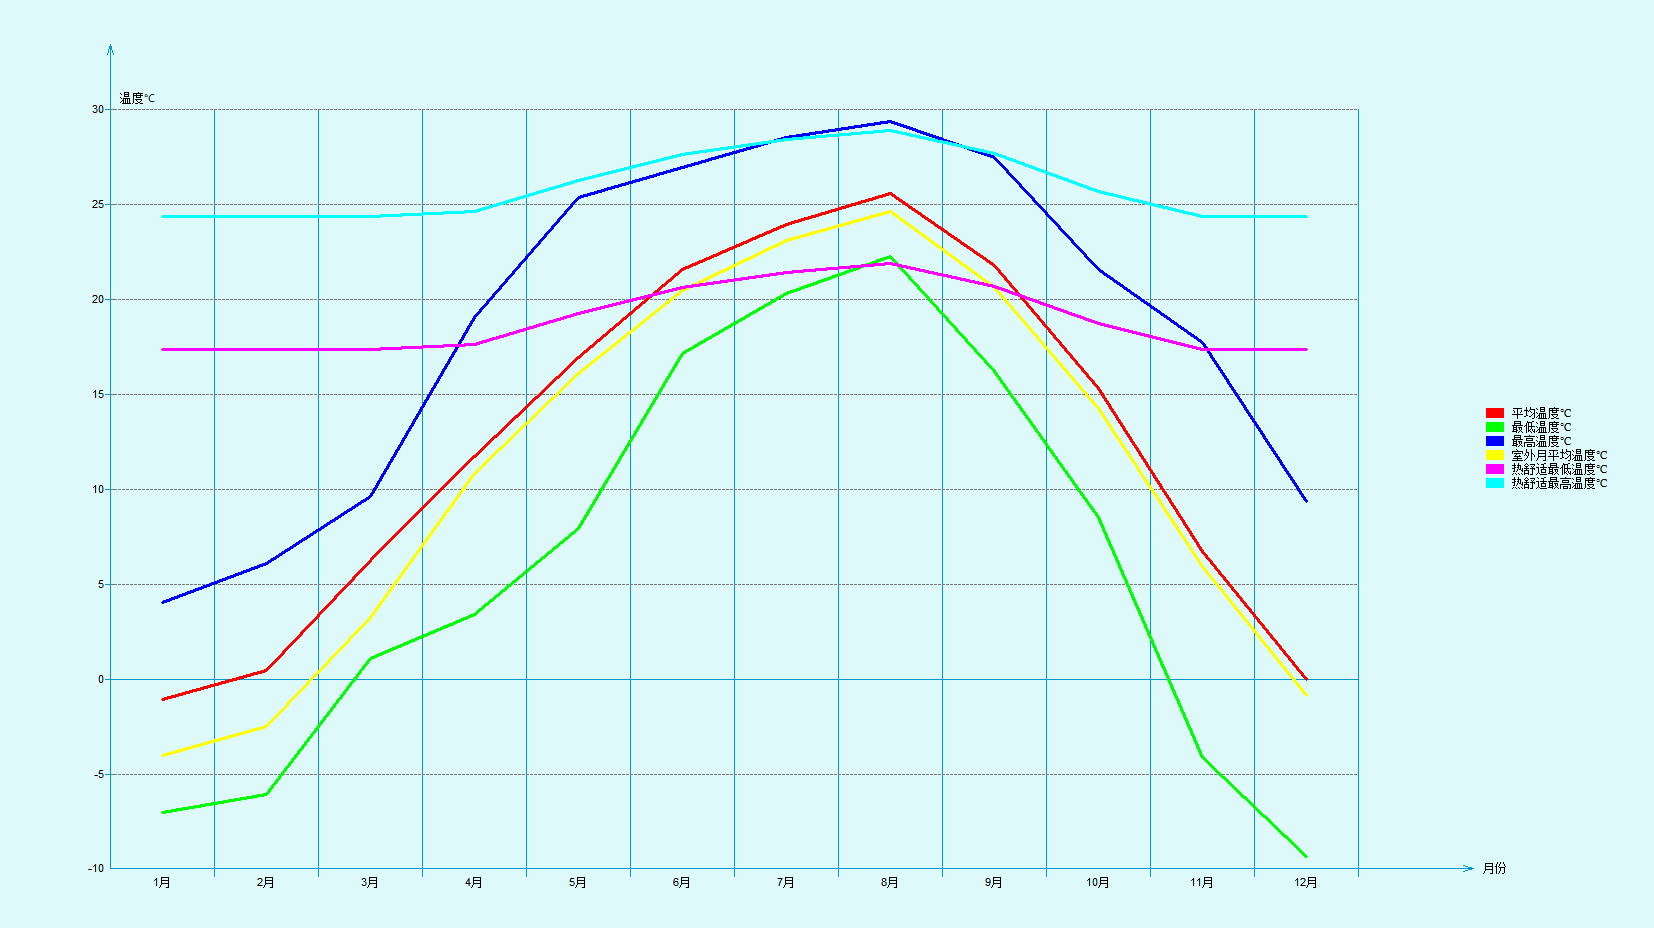 温度℃
30
25
20
15
10
5
0
-5
-10
1月 2月 3月 4月 5月 6月 7月 8月 9月 10月 11月 12月
月份
平均温度℃
最低温度℃
最高温度℃
室外月平均温度℃
热舒适最低温度℃
热舒适最高温度℃